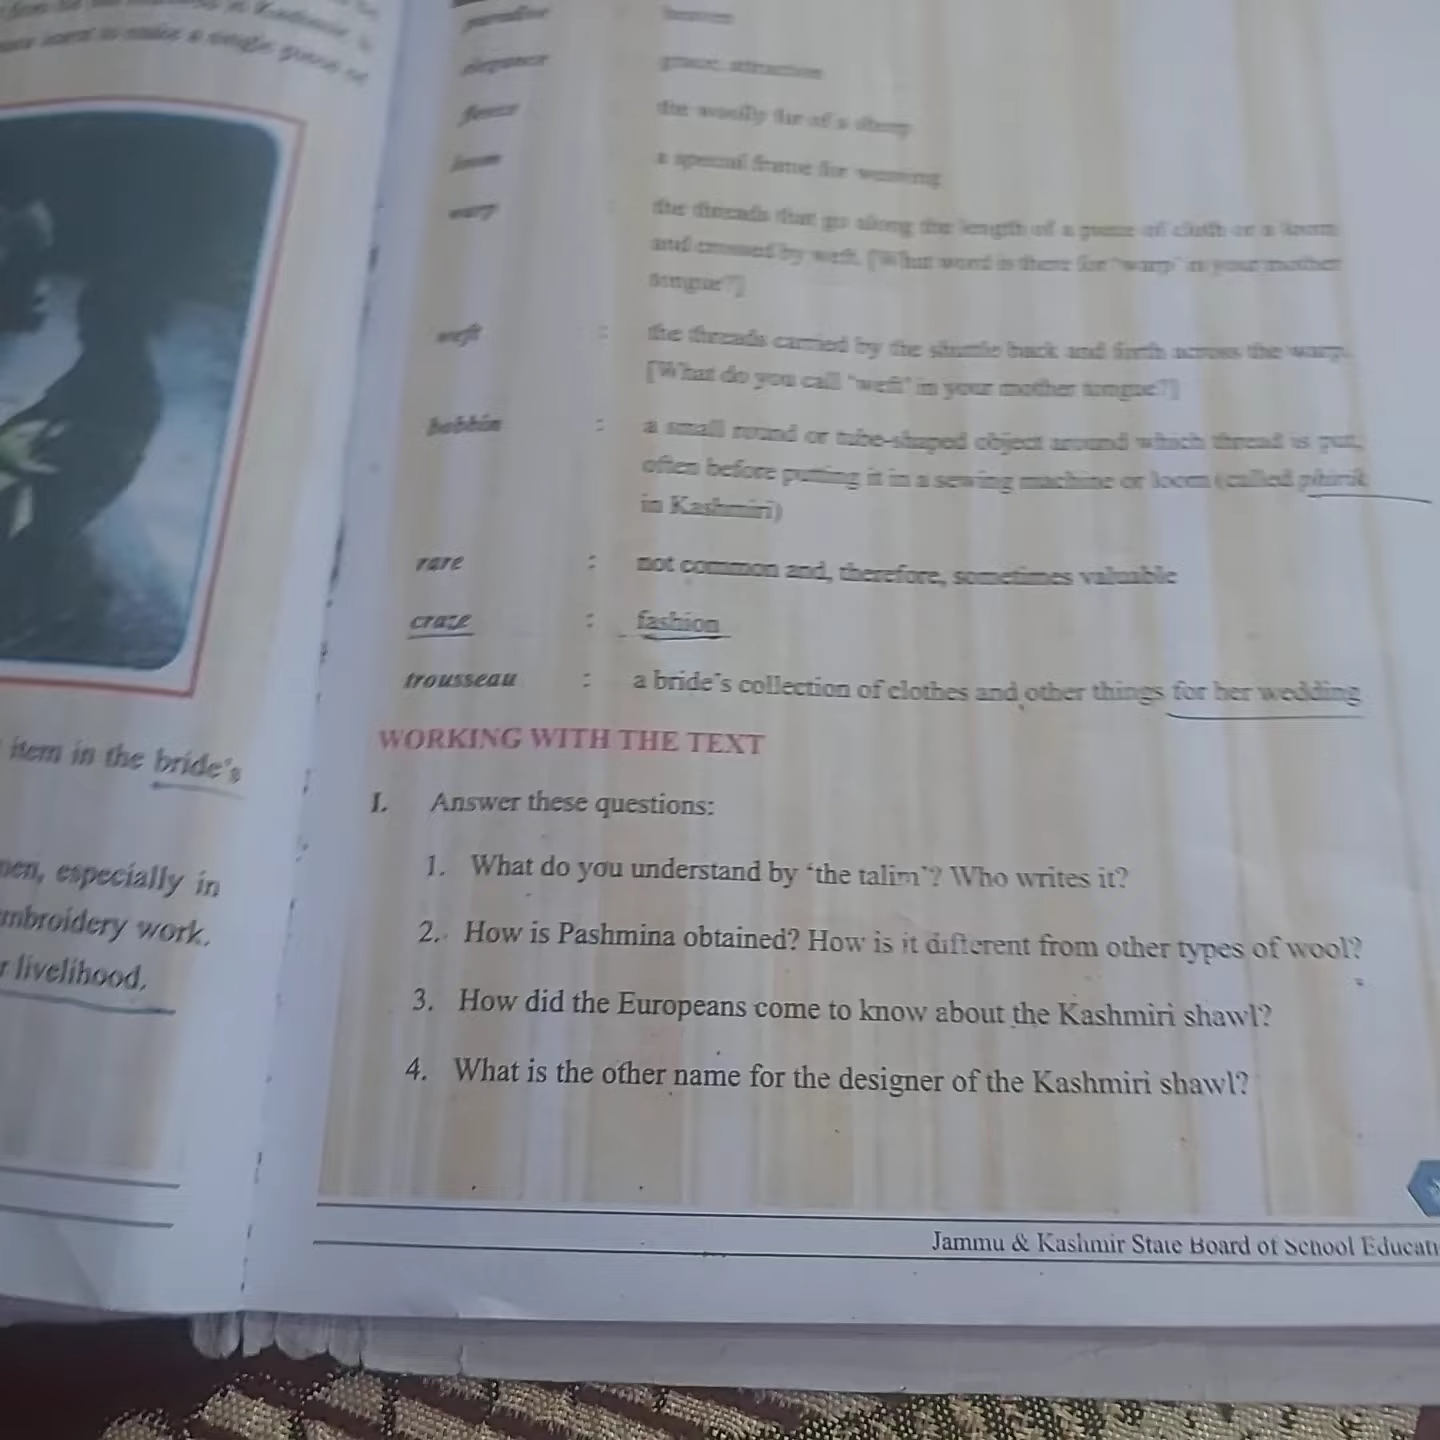 item in the bride's
especially in
embroidery work.
livelihood.
elegance
fleece the woolly fur of a sheep
loom a special frame for weaving
warp the threads that go along the length of a piece of cloth or a loom
and crossed by weft. [What word is there for 'warp' in your mother
tongue?]
weft : the threads carried by the shuttle back and forth across the warp.
[What do you call 'weft' in your mother tongue?]
bobbin : a small round or tube-shaped object around which thread is put,
often before putting it in a sewing machine or loom (called
in Kashmiri)
rare : not common and, therefore, sometimes valuable
craze : fashion
trousseau : a bride's collection of clothes and other things for her wedding
WORKING WITH THE TEXT
I. Answer these questions:
1. What do you understand by 'the talim'? Who writes it?
2. How is Pashmina obtained? How is it different from other types of wool?
3. How did the Europeans come to know about the Kashmiri shawl?
4. What is the other name for the designer of the Kashmiri shawl?
Jammu & Kashmir State Board of School Educati